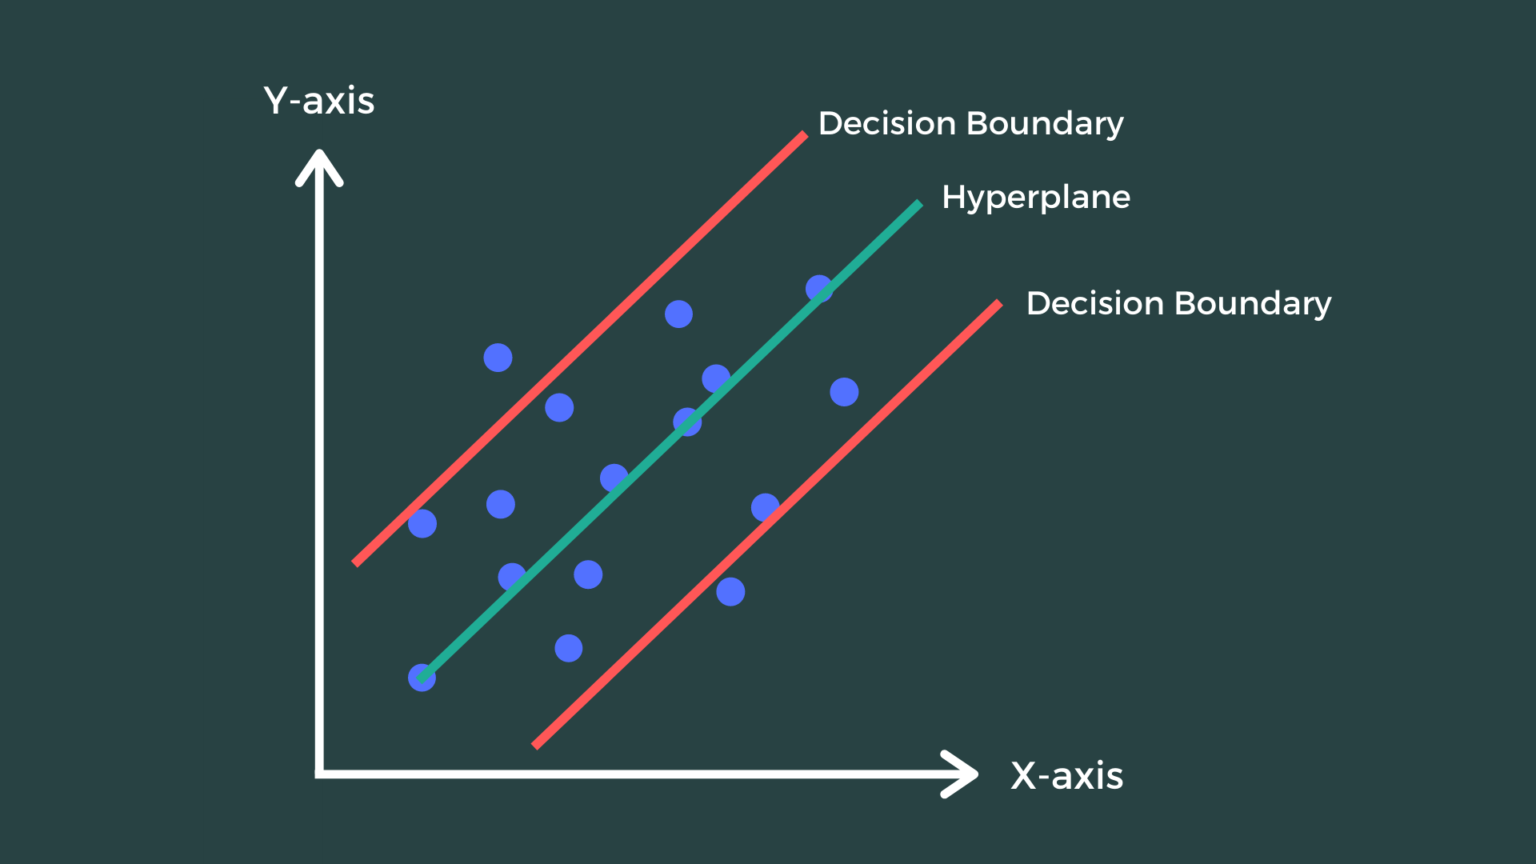 Y-axis
Decision Boundary
Hyperplane
Decision Boundary
X-axis